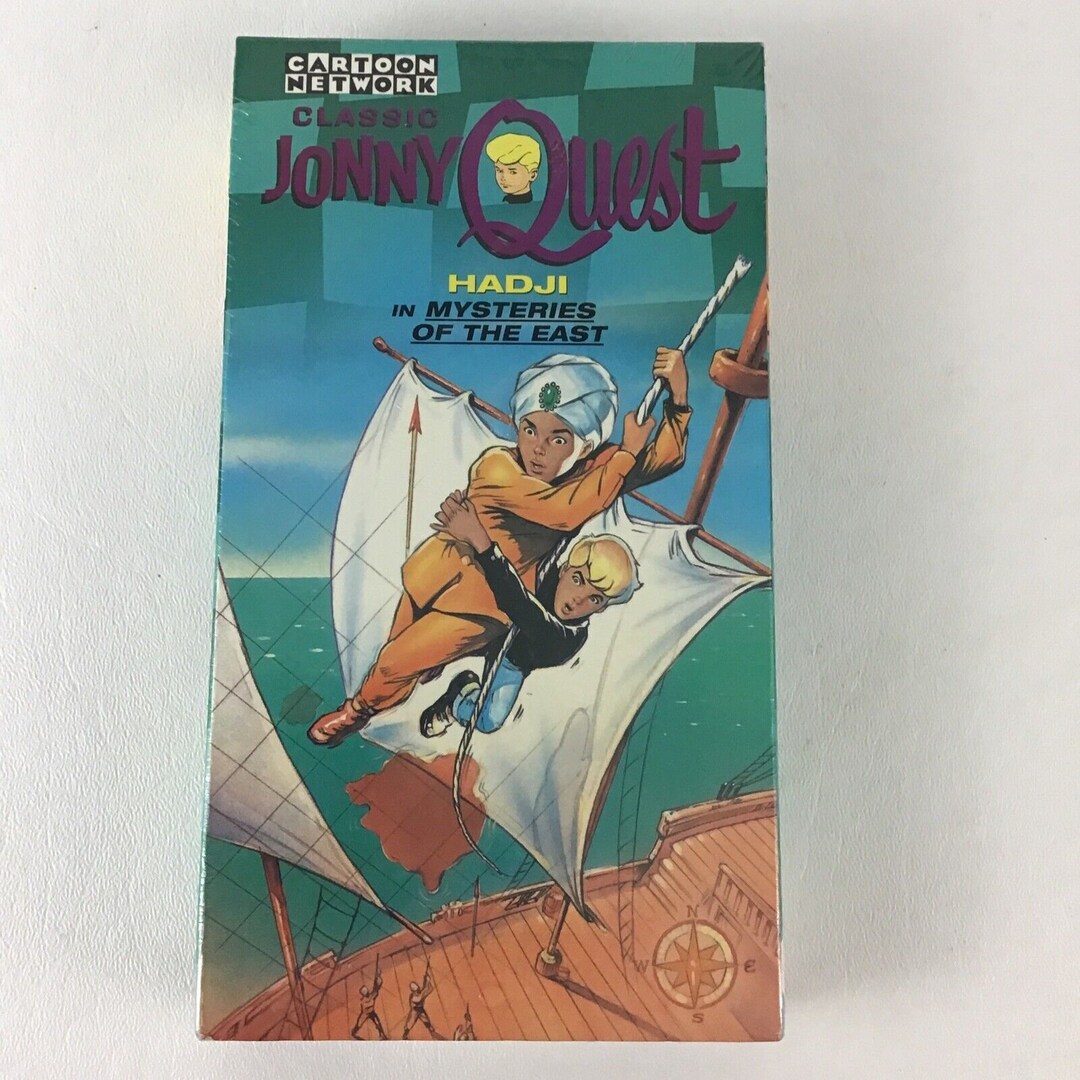 CARTOON
NETWORK
CLASSIC
JONNY Quest
HADJI
IN MYSTERIES
OF THE EAST
N
W E
S